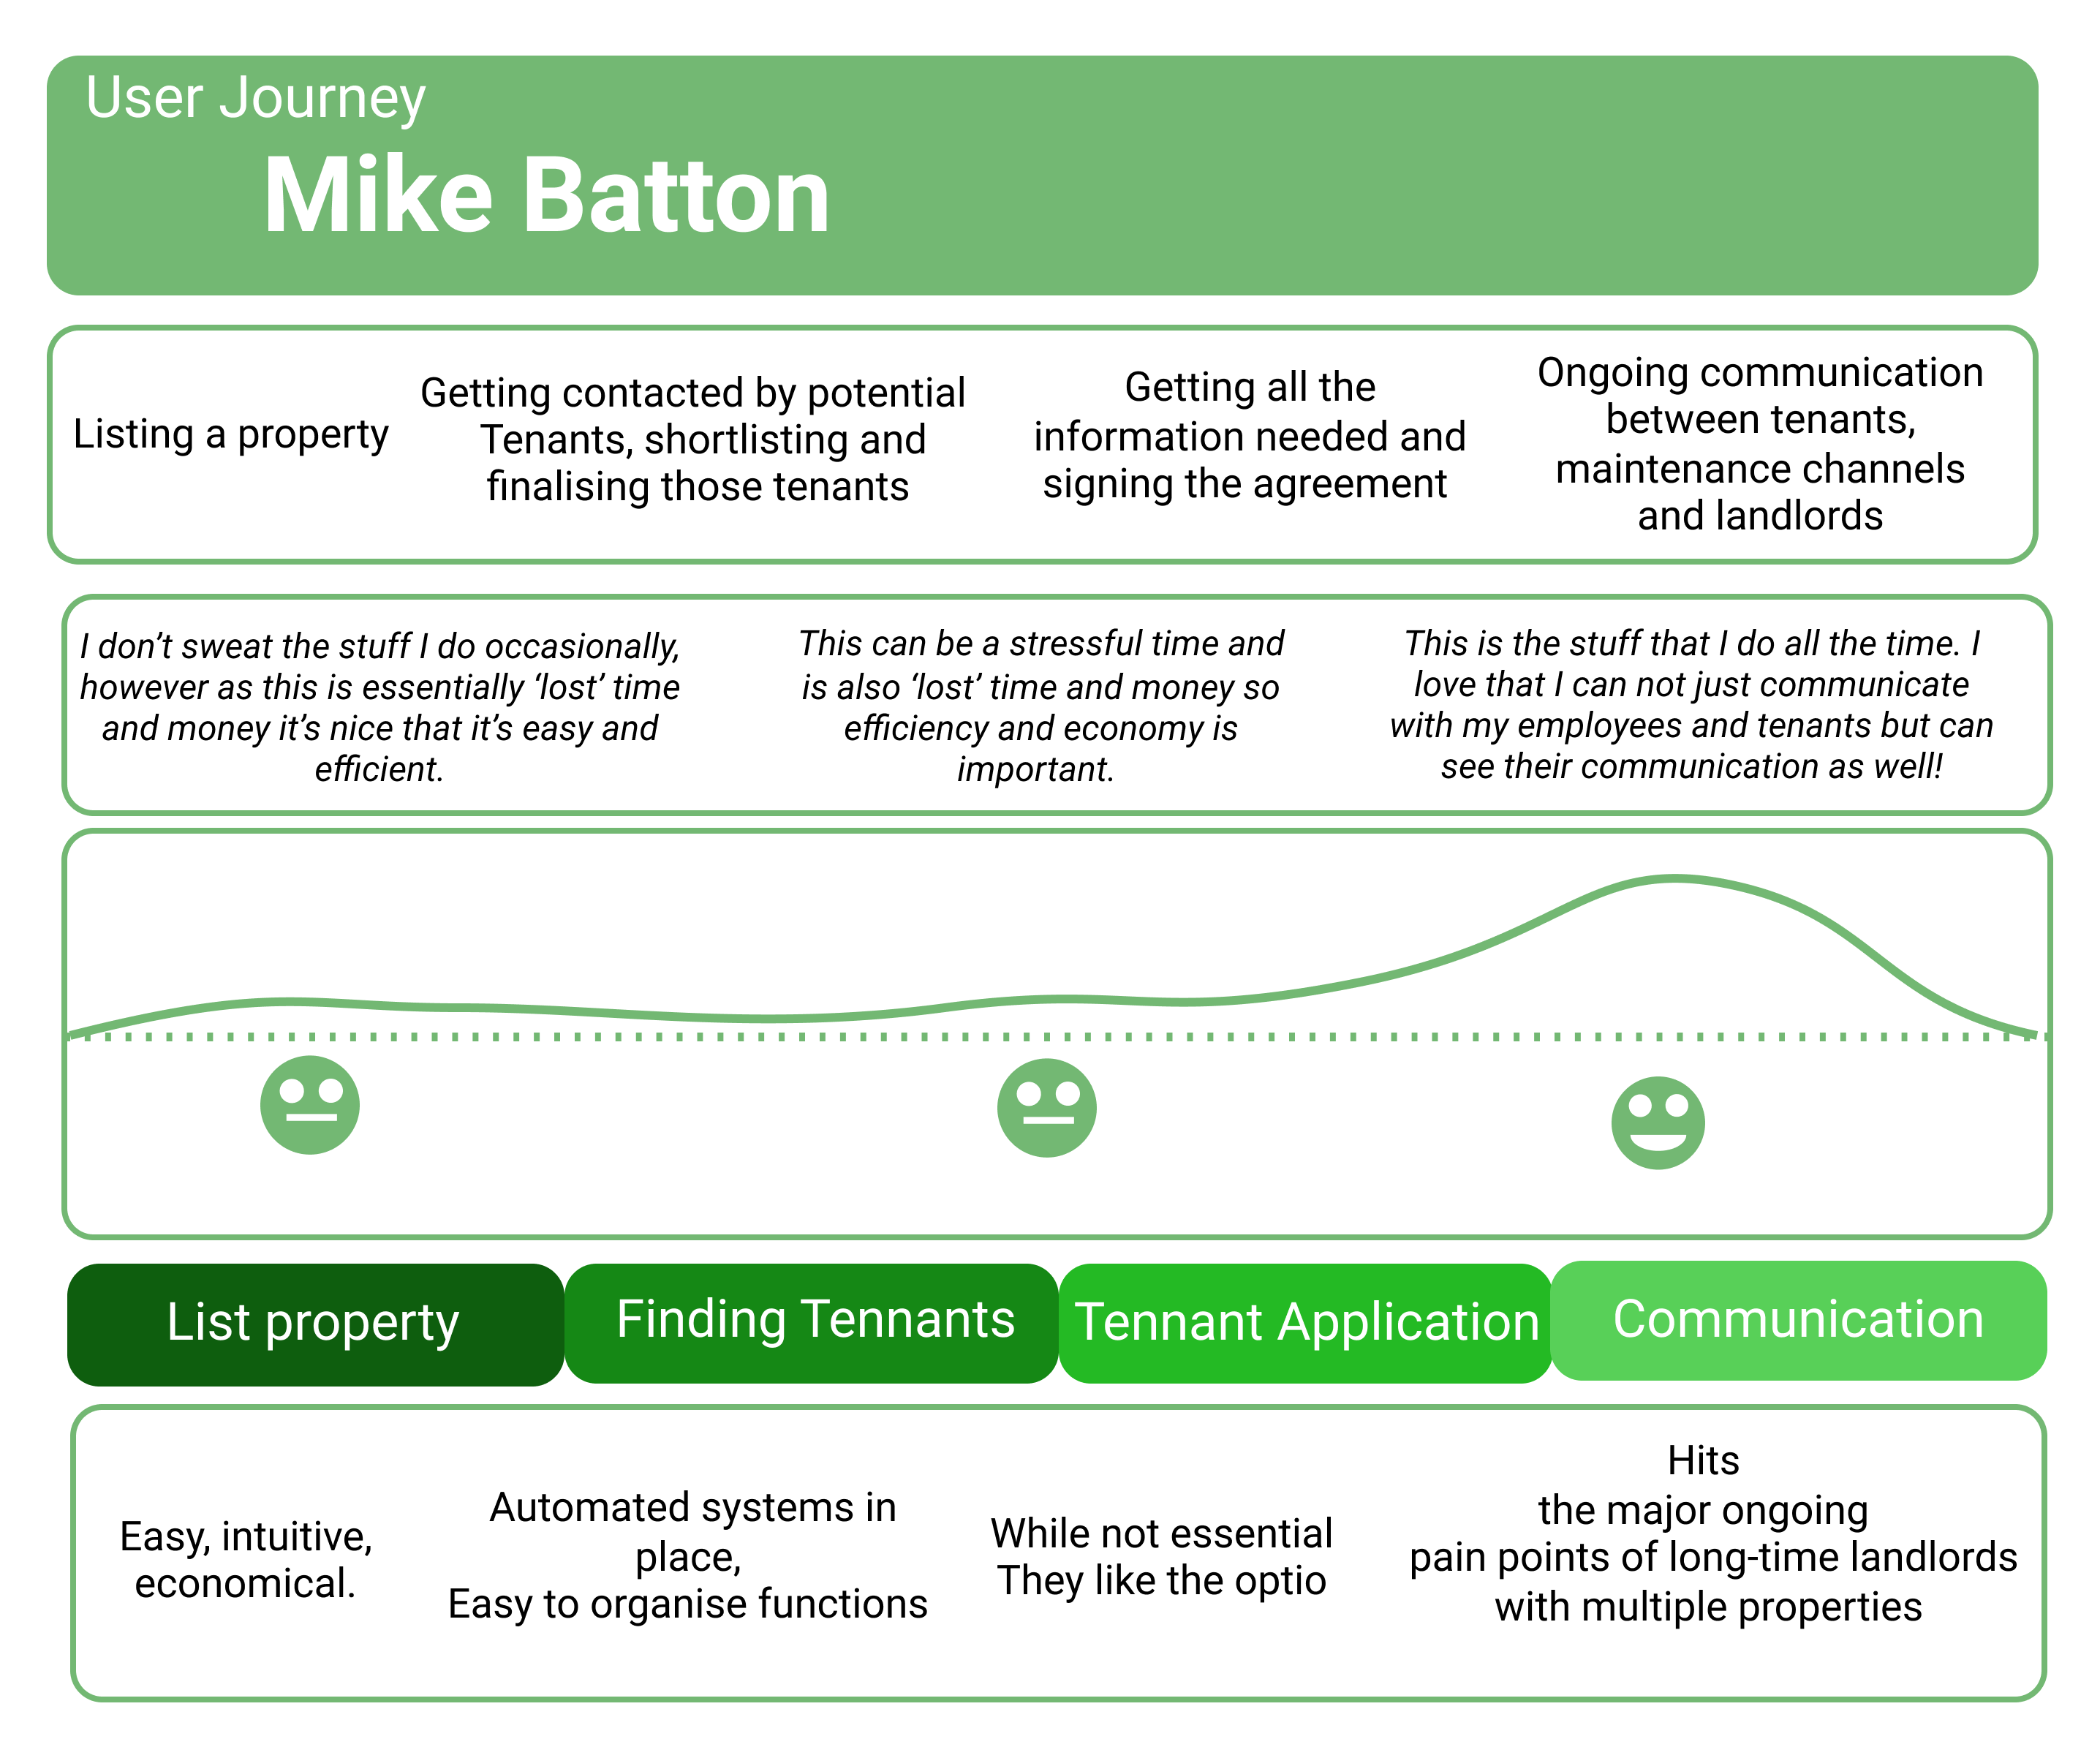 User Journey
Mike Batton
Listing a property
Getting contacted by potential
Tenants, shortlisting and
finalising those tenants
Getting all the
information needed and
signing the agreement
Ongoing communication
between tenants,
maintenance channels
and landlords
I don’t sweat the stuff I do occasionally,
however as this is essentially ‘lost’ time
and money it’s nice that it’s easy and
efficient.
This can be a stressful time and
is also ‘lost’ time and money so
efficiency and economy is
important.
This is the stuff that I do all the time. I
love that I can not just communicate
with my employees and tenants but can
see their communication as well!
List property
Finding Tennants
Tennant Application
Communication
Easy, intuitive,
economical.
Automated systems in
place,
Easy to organise functions
While not essential
They like the optio
Hits
the major ongoing
pain points of long-time landlords
with multiple properties